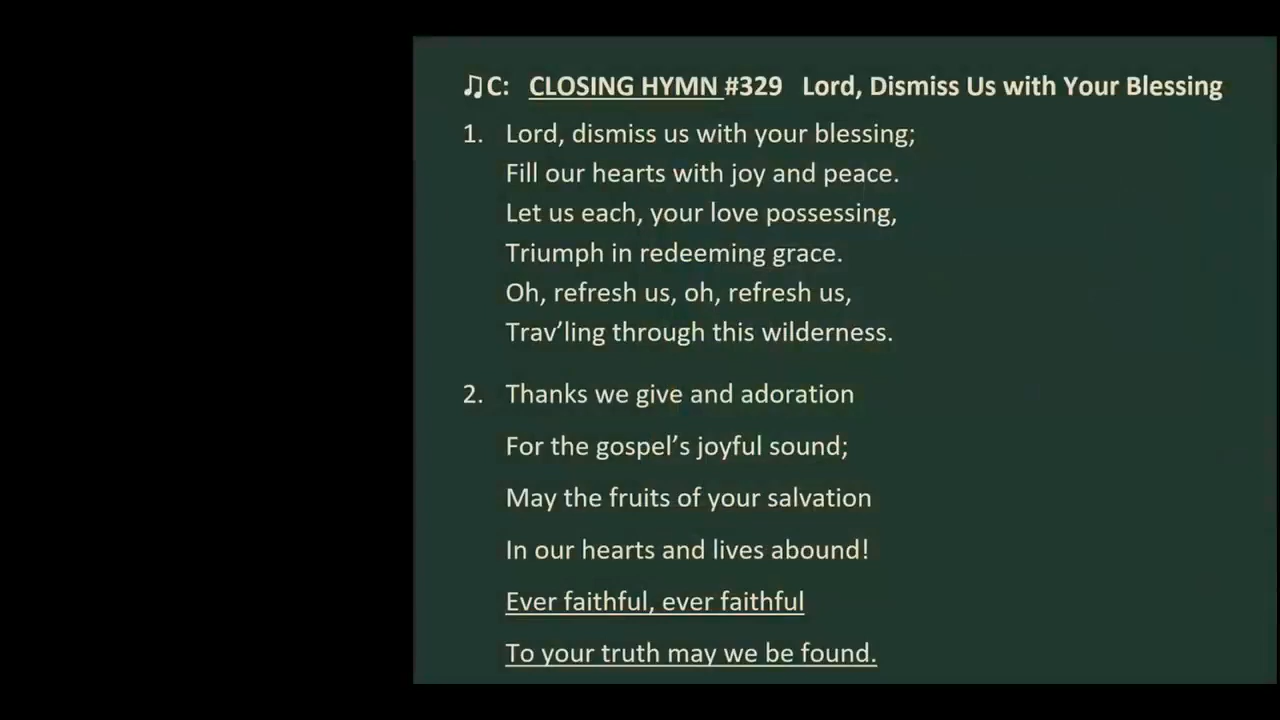 ♫C: CLOSING HYMN #329 Lord, Dismiss Us with Your Blessing
1. Lord, dismiss us with your blessing;
Fill our hearts with joy and peace.
Let us each, your love possessing,
Triumph in redeeming grace.
Oh, refresh us, oh, refresh us,
Trav’ling through this wilderness.
2. Thanks we give and adoration
For the gospel’s joyful sound;
May the fruits of your salvation
In our hearts and lives abound!
Ever faithful, ever faithful
To your truth may we be found.